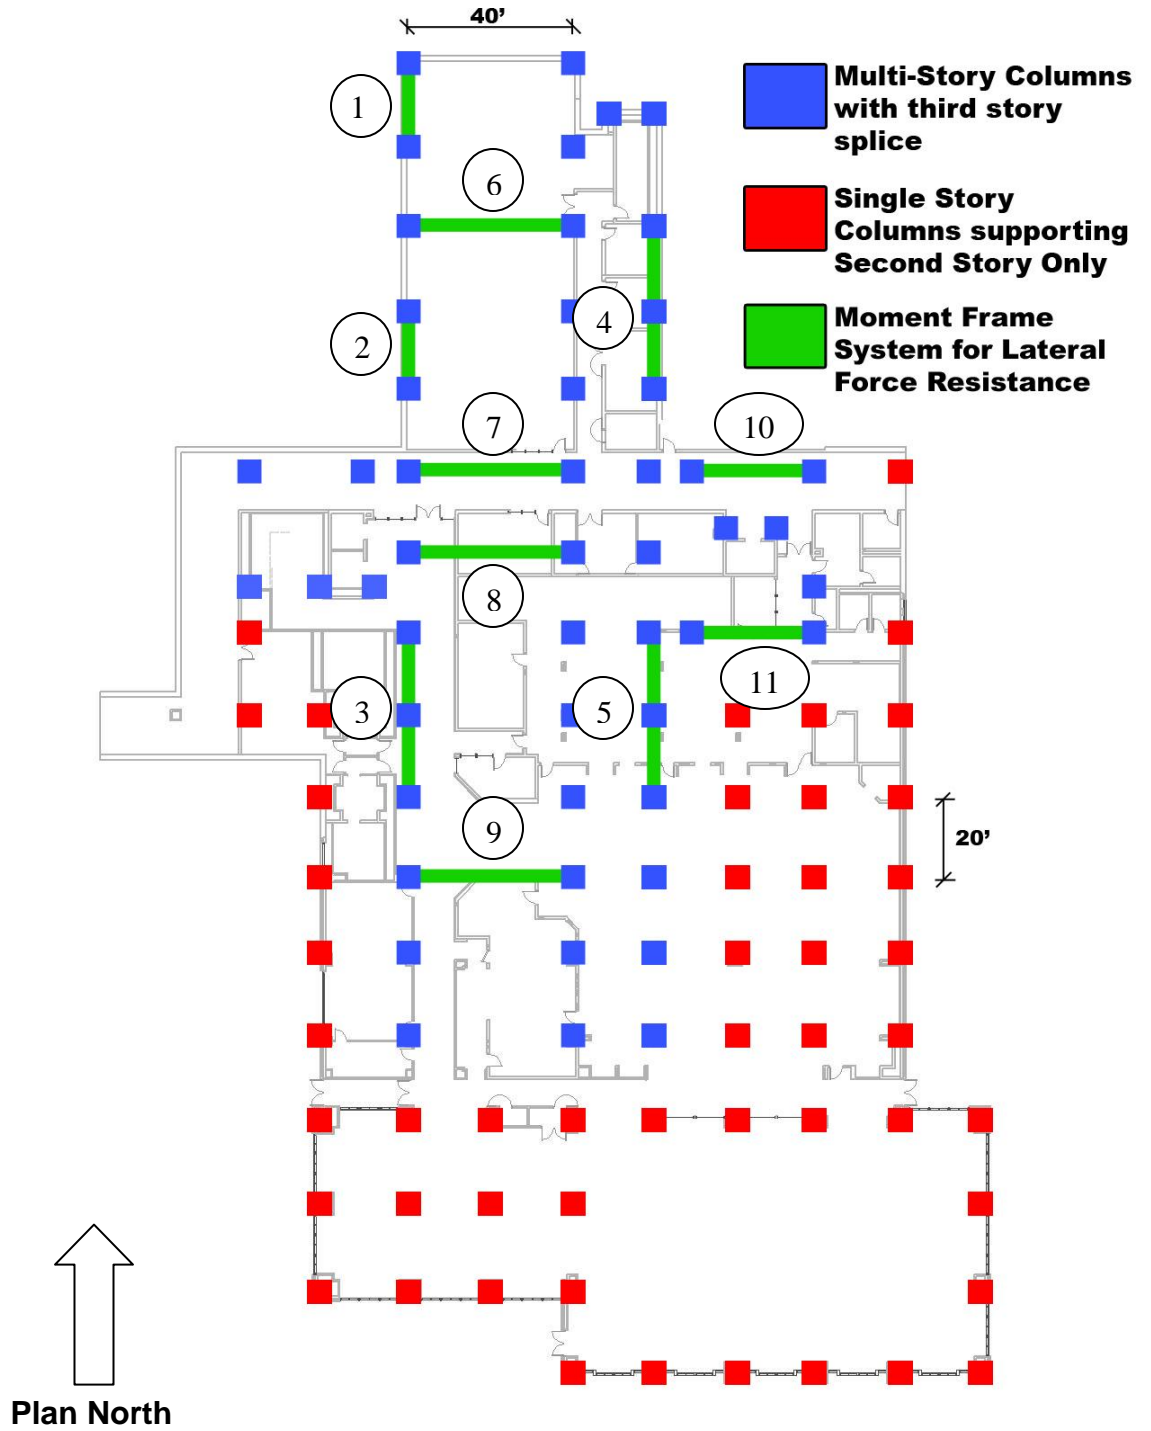 40’
1
Multi-Story Columns
with third story
splice
6
Single Story
Columns supporting
Second Story Only
2
4
Moment Frame
System for Lateral
Force Resistance
7
10
8
3
5
11
9
20’
Plan North